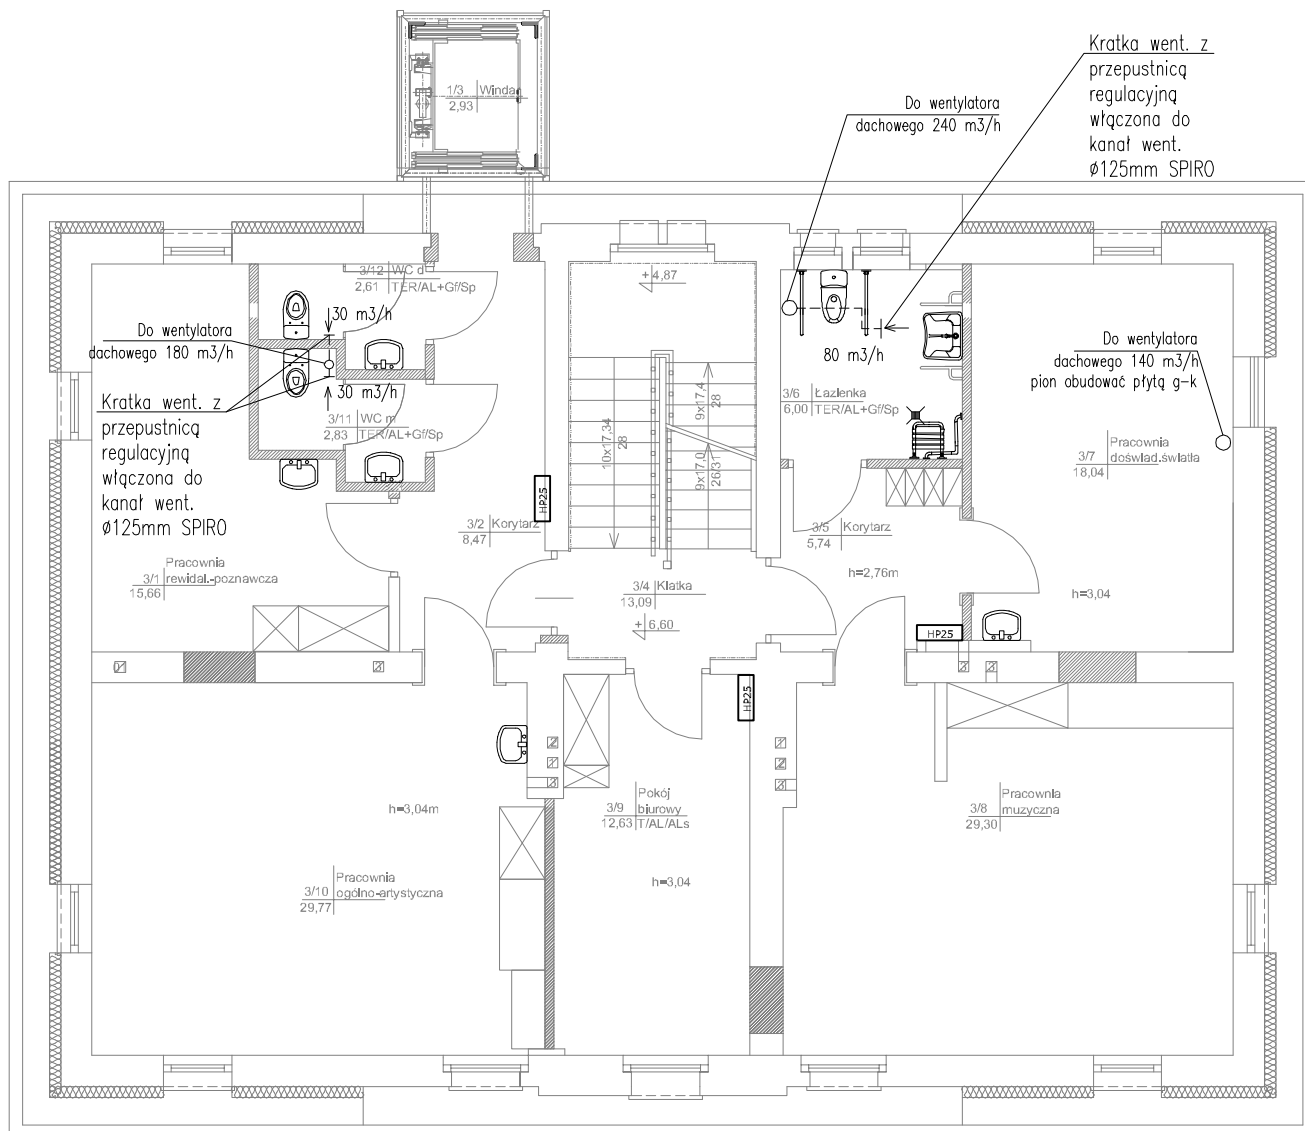 Kratka went. z
przepustnicą
regulacyjną
włączona do
kanał went.
Ø125mm SPIRO
Do wentylatora
dachowego 240 m3/h
1/3 Winda
2,93
3/12 WC d
2,61 TER/AL+Gf/Sp
30 m3/h
Do wentylatora
dachowego 180 m3/h
30 m3/h
3/11 WC m
2,83 TER/AL+Gf/Sp
Kratka went. z
przepustnicą
regulacyjną
włączona do
kanał went.
Ø125mm SPIRO
+4,87
10x17,34
28
9x17,4
28
9x17,0
26/31
80 m3/h
3/6 Łazienka
6,00 TER/AL+Gf/Sp
Do wentylatora
dachowego 140 m3/h
pion obudować płytą g-k
Pracownia
3/7 doświad.światła
18,04
HP25
3/2 Korytarz
8,47
3/5 Korytarz
5,74
h=2,76m
Pracownia
3/1 rewidal.-poznawcza
15,66
3/4 Klatka
13,09
+6,60
h=3,04
HP25
HP25
h=3,04m
Pokój
3/9 biurowy
12,63 T/AL/ALs
Pracownia
3/8 muzyczna
29,30
Pracownia
3/10 ogólno-artystyczna
29,77
h=3,04